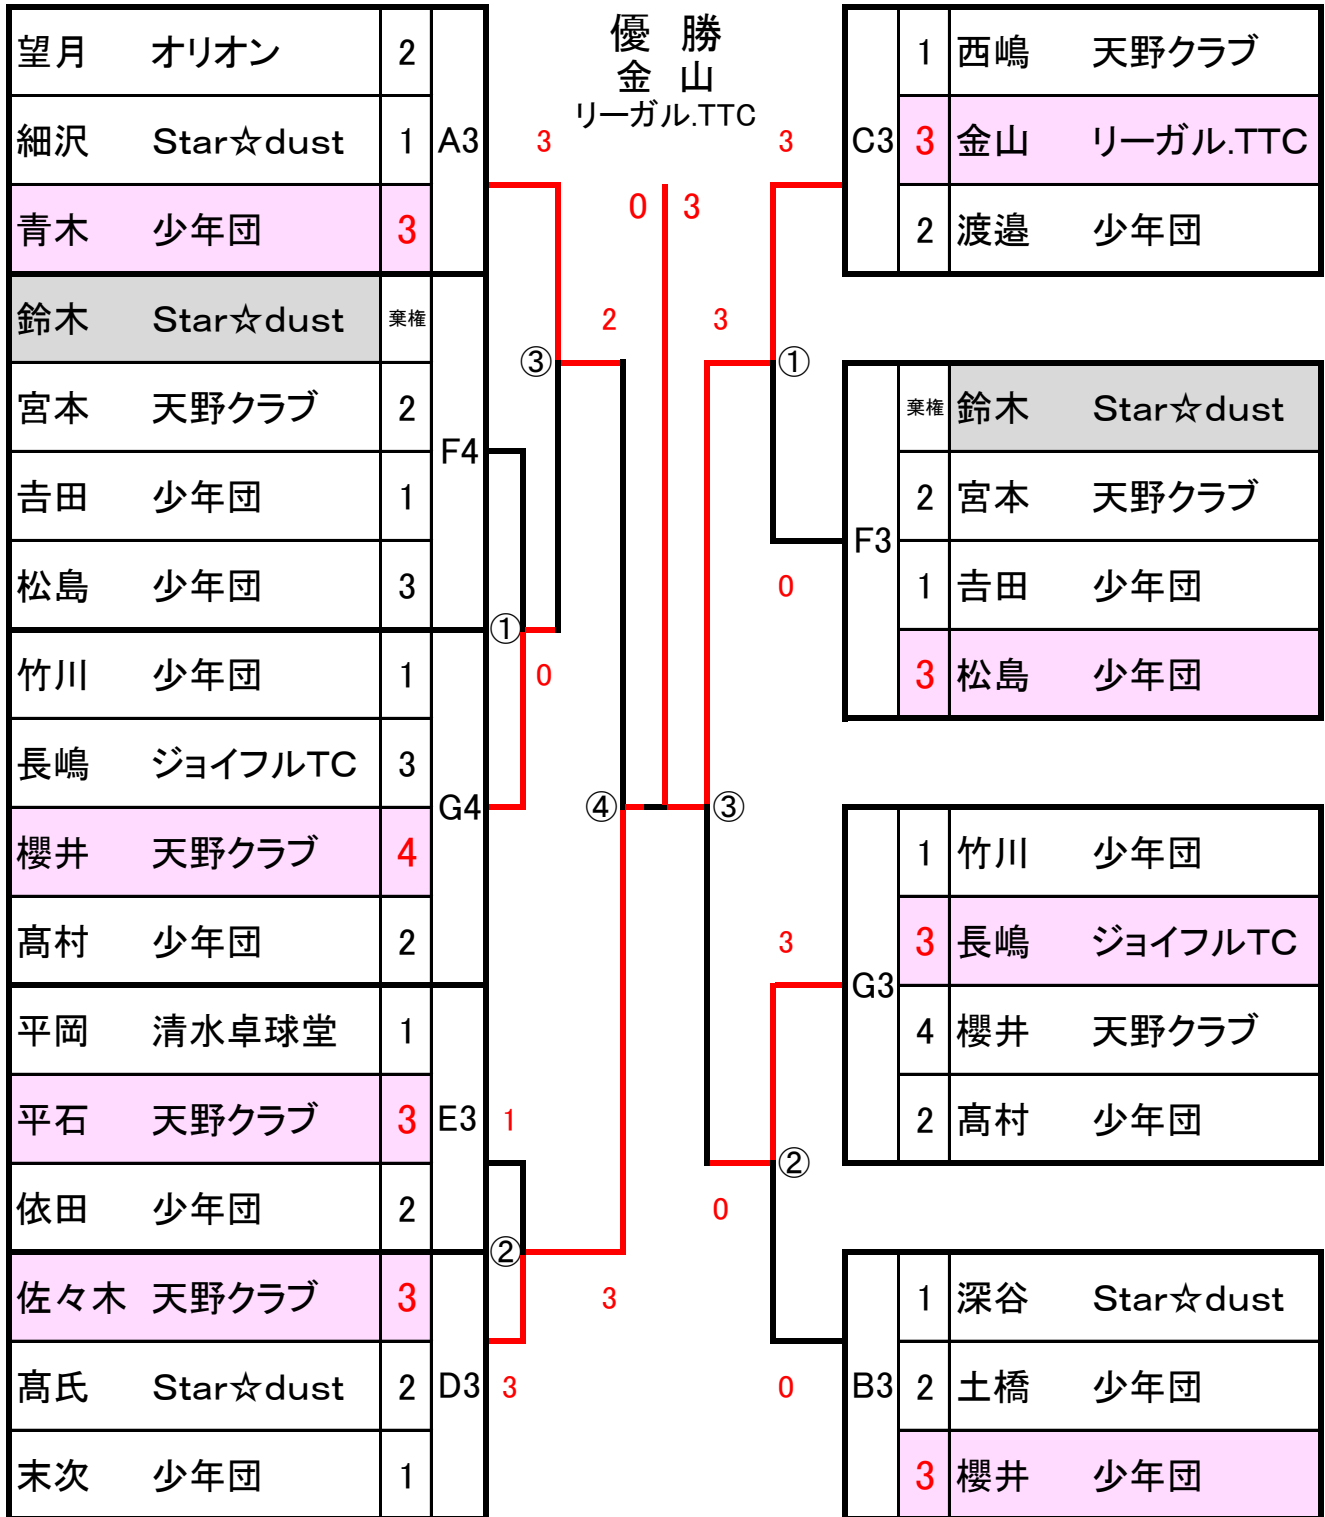 優 勝
金 山
リーガル.TTC
望月 オリオン 2
細沢 Star☆dust 1
青木 少年団 3
A3
鈴木 Star☆dust 棄権
宮本 天野クラブ 2
吉田 少年団 1
松島 少年団 3
F4
竹川 少年団 1
長嶋 ジョイフルTC 3
櫻井 天野クラブ 4
髙村 少年団 2
G4
平岡 清水卓球堂 1
平石 天野クラブ 3
依田 少年団 2
E3
佐々木 天野クラブ 3
髙氏 Star☆dust 2
末次 少年団 1
D3
3
2
③
①
0
④
1
②
3
3
0 3
3
3
①
0
③
3
②
0
0
C3
1 西嶋 天野クラブ
3 金山 リーガル.TTC
2 渡邉 少年団
F3
棄権 鈴木 Star☆dust
2 宮本 天野クラブ
1 吉田 少年団
3 松島 少年団
G3
1 竹川 少年団
3 長嶋 ジョイフルTC
4 櫻井 天野クラブ
2 髙村 少年団
B3
1 深谷 Star☆dust
2 土橋 少年団
3 櫻井 少年団